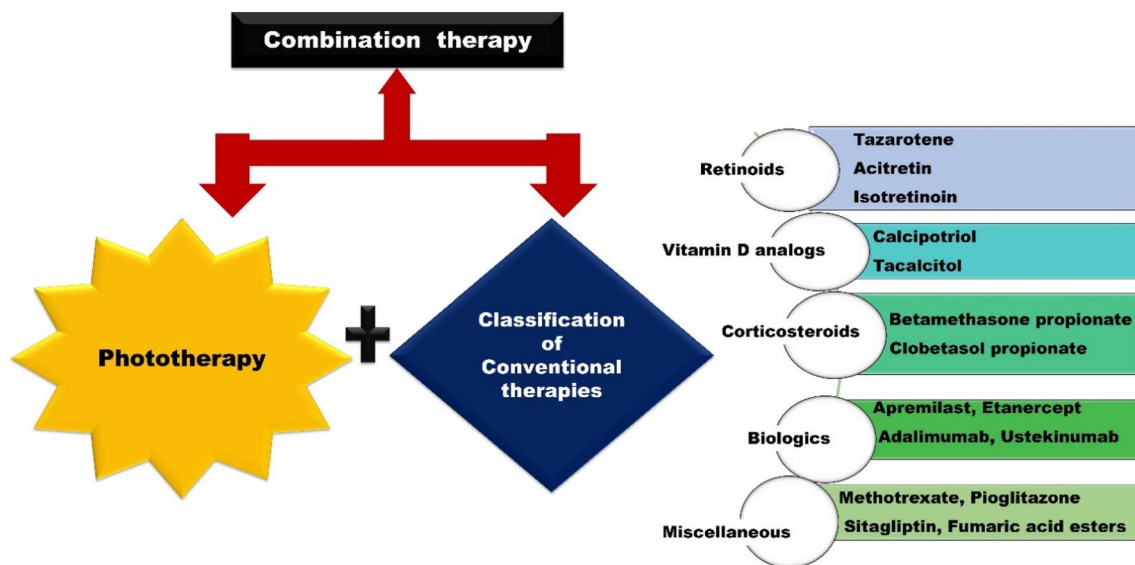 Combination therapy
Phototherapy
+
Classification
of
Conventional
therapies
Retinoids
Tazarotene
Acitretin
Isotretinoin
Vitamin D analogs
Calcipotriol
Tacalcitol
Corticosteroids
Betamethasone propionate
Clobetasol propionate
Biologics
Apremilast, Etanercept
Adalimumab, Ustekinumab
Miscellaneous
Methotrexate, Pioglitazone
Sitagliptin, Fumaric acid esters